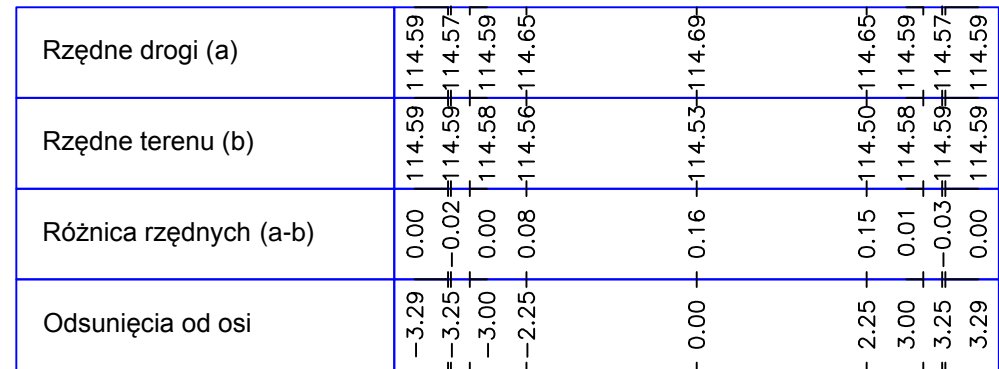 Rzędne drogi (a) 114.59 114.57 114.59 114.65 114.69 114.65 114.59 114.57 114.59
Rzędne terenu (b) 114.59 114.59 114.58 114.56 114.53 114.50 114.58 114.59 114.59
Różnica rzędnych (a-b) 0.00 -0.02 0.00 0.08 0.16 0.15 0.01 -0.03 0.00
Odsunięcia od osi -3.29 -3.25 -3.00 -2.25 0.00 2.25 3.00 3.25 3.29